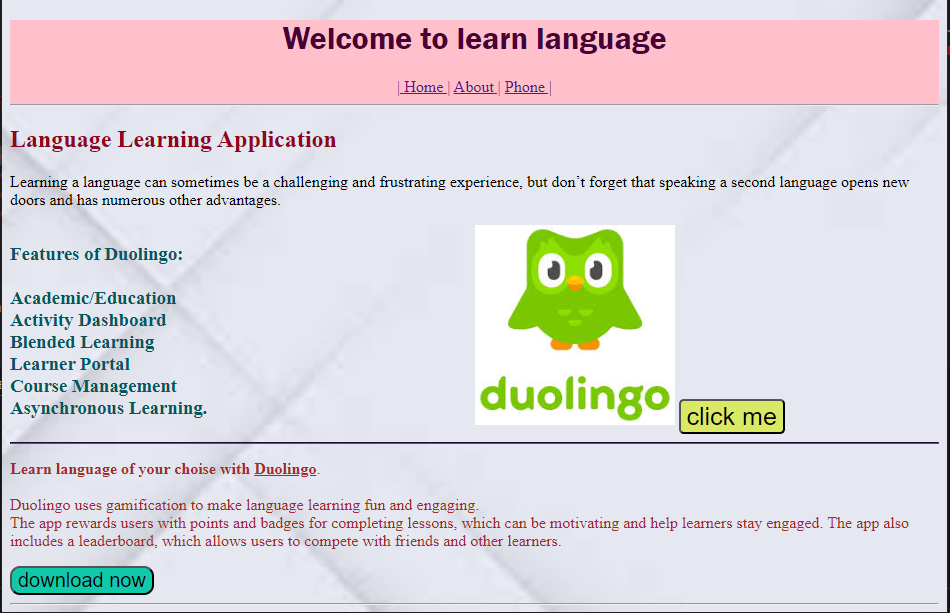 Welcome to learn language
| Home | About | Phone |
Language Learning Application
Learning a language can sometimes be a challenging and frustrating experience, but don’t forget that speaking a second language opens new
doors and has numerous other advantages.
Features of Duolingo:
Academic/Education
Activity Dashboard
Blended Learning
Learner Portal
Course Management
Asynchronous Learning.
duolingo
click me
Learn language of your choise with Duolingo.
Duolingo uses gamification to make language learning fun and engaging.
The app rewards users with points and badges for completing lessons, which can be motivating and help learners stay engaged. The app also
includes a leaderboard, which allows users to compete with friends and other learners.
download now